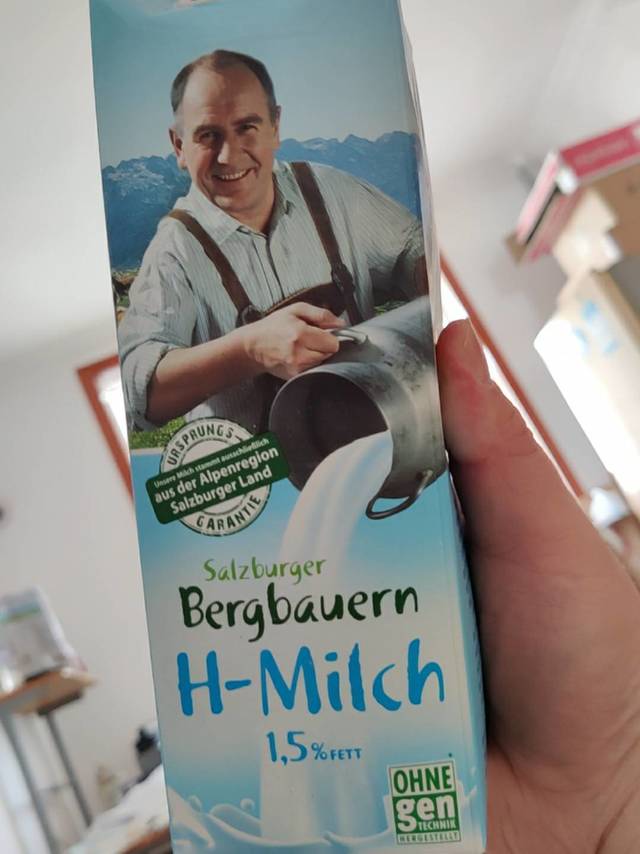 URSPRUNGS
Unsere Milch stammt ausschließlich
aus der Alpenregion
Salzburger Land
GARANTIE
Salzburger
Bergbauern
H-Milch
1,5% FETT
OHNE
gen
TECHNIK
HERGESTELLT